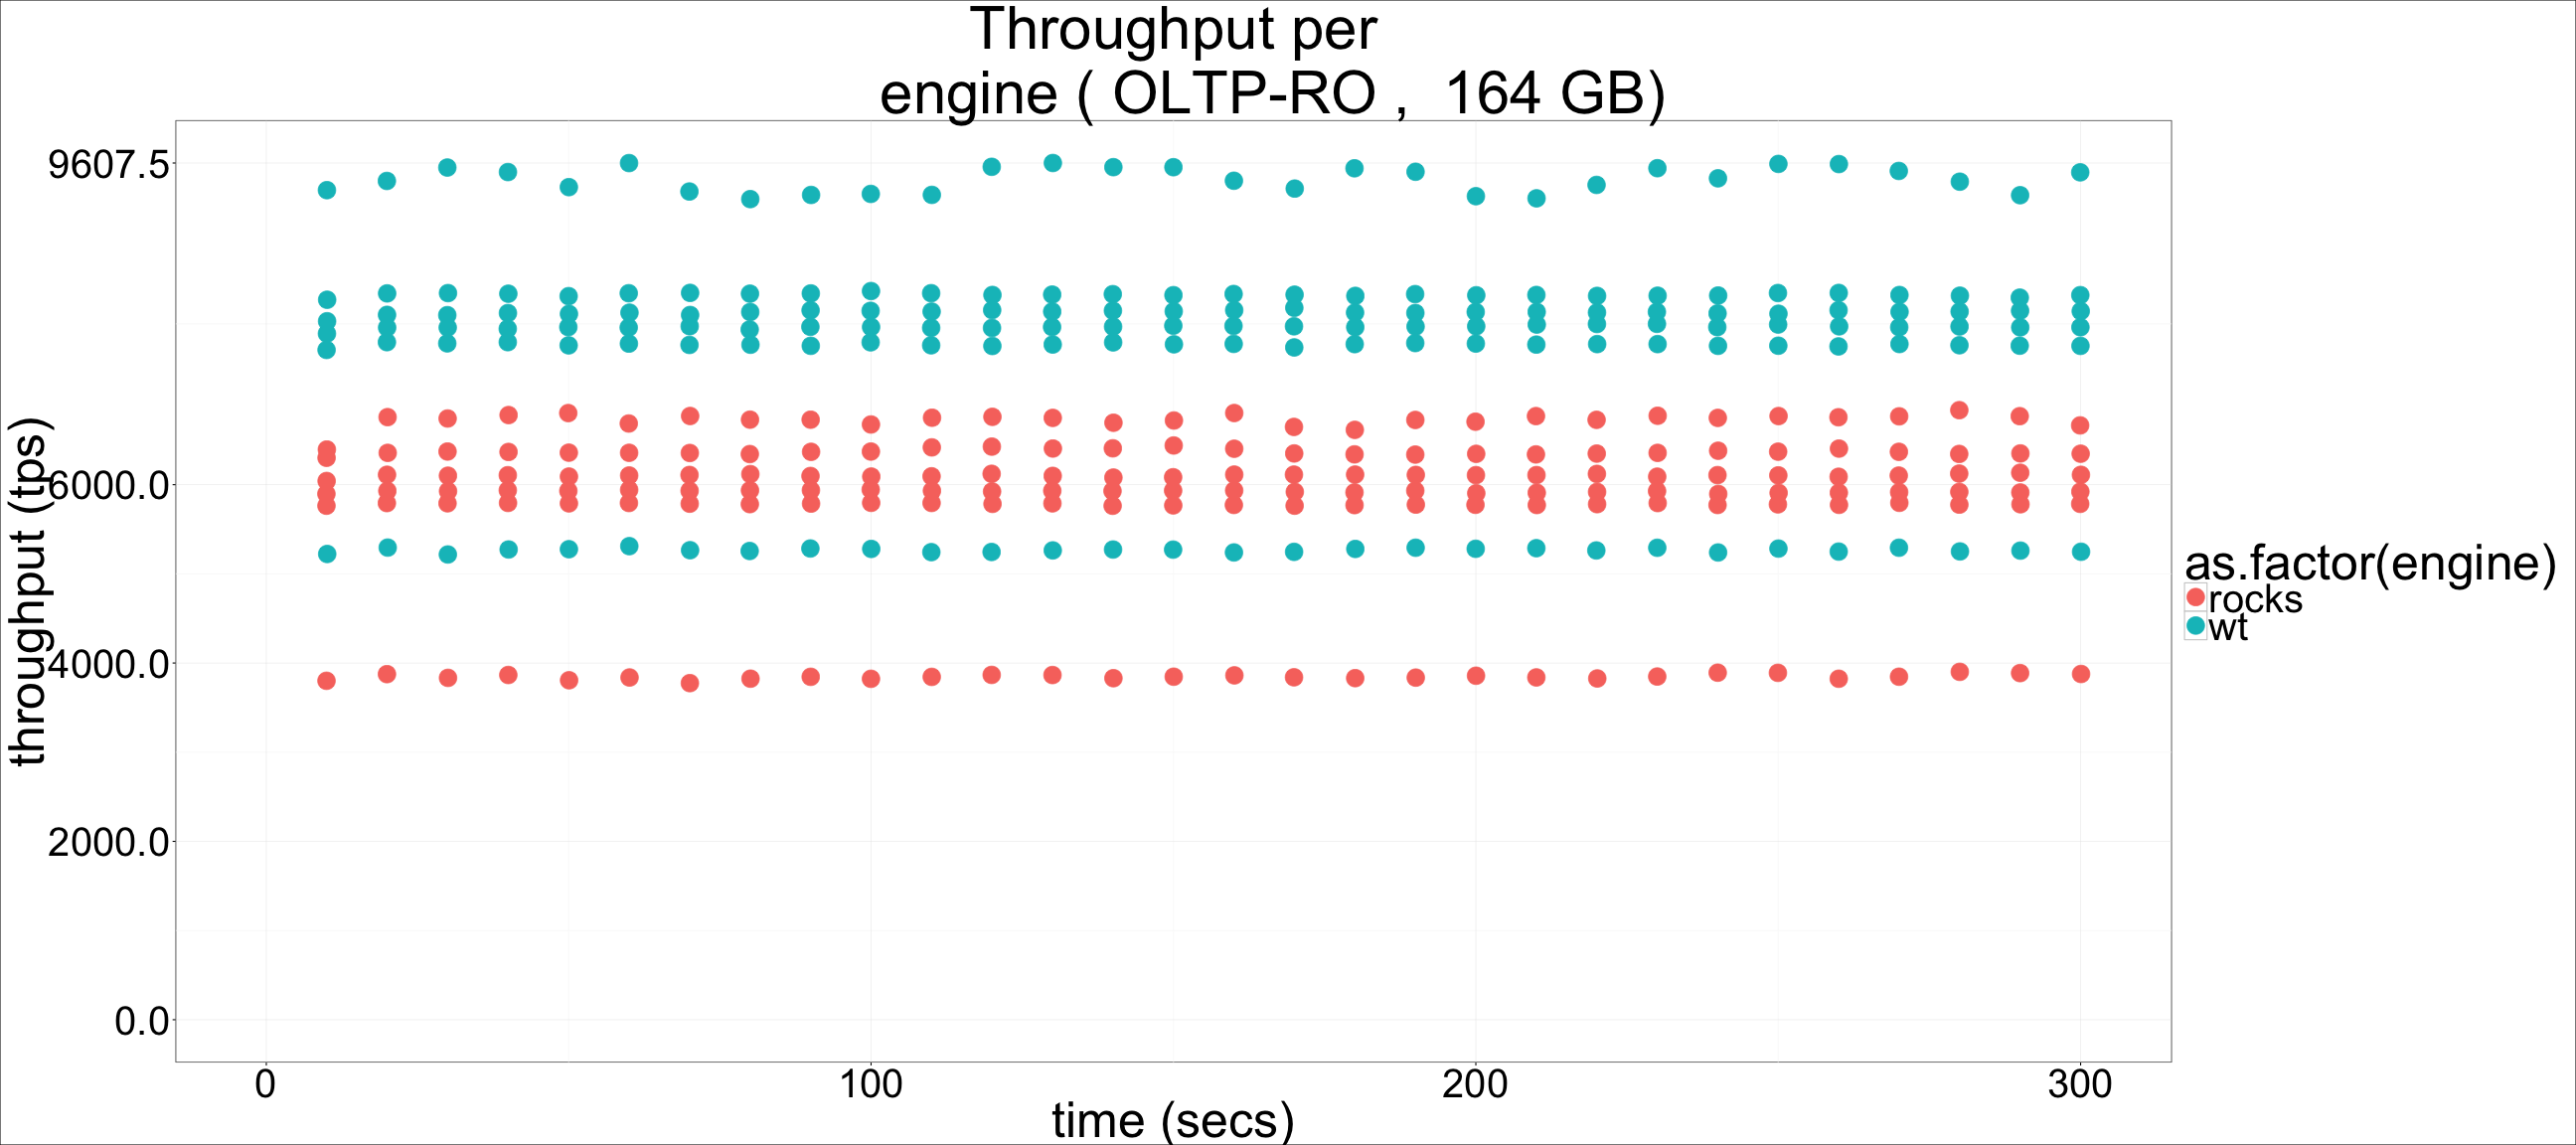 Throughput per
engine ( OLTP-RO ,  164 GB)
9607.5
6000.0
4000.0
2000.0
0.0
throughput (tps)
0
100
200
300
time (secs)
as.factor(engine)
rocks
wt